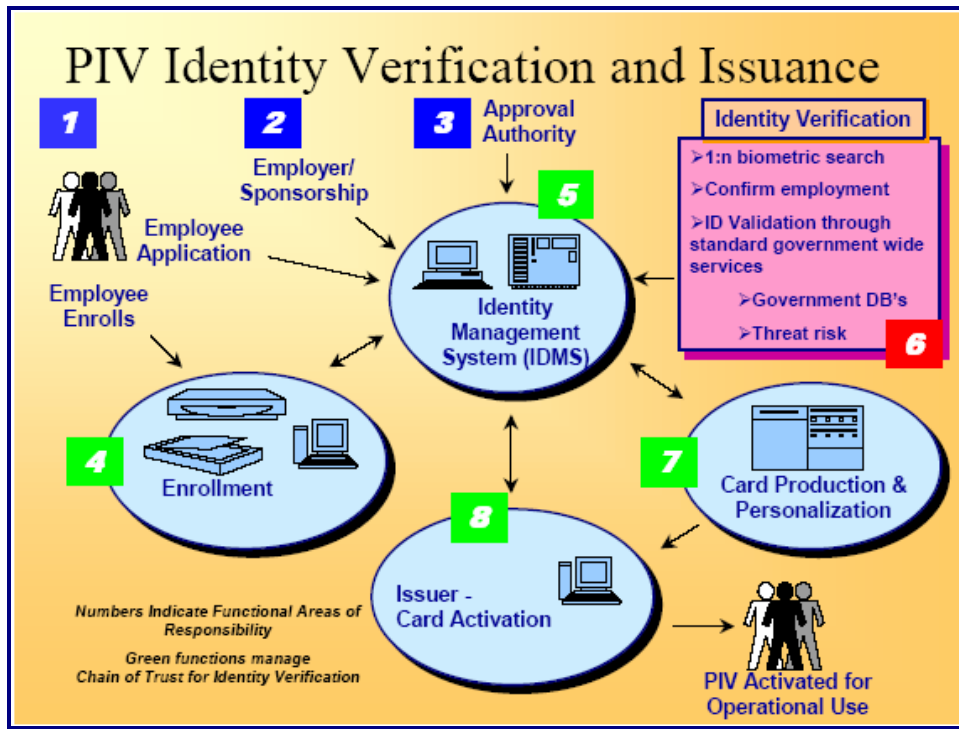 PIV Identity Verification and Issuance
1
2
3
Approval
Authority
Employer/
Sponsorship
Employee
Application
Employee
Enrolls
Identity Verification
➢1:n biometric search
➢Confirm employment
➢ID Validation through
standard government wide
services
➢Government DB's
➢Threat risk
6
5
Identity
Management
System (IDMS)
4
Enrollment
7
Card Production &
Personalization
8
Issuer -
Card Activation
Numbers Indicate Functional Areas of
Responsibility
Green functions manage
Chain of Trust for Identity Verification
PIV Activated for
Operational Use